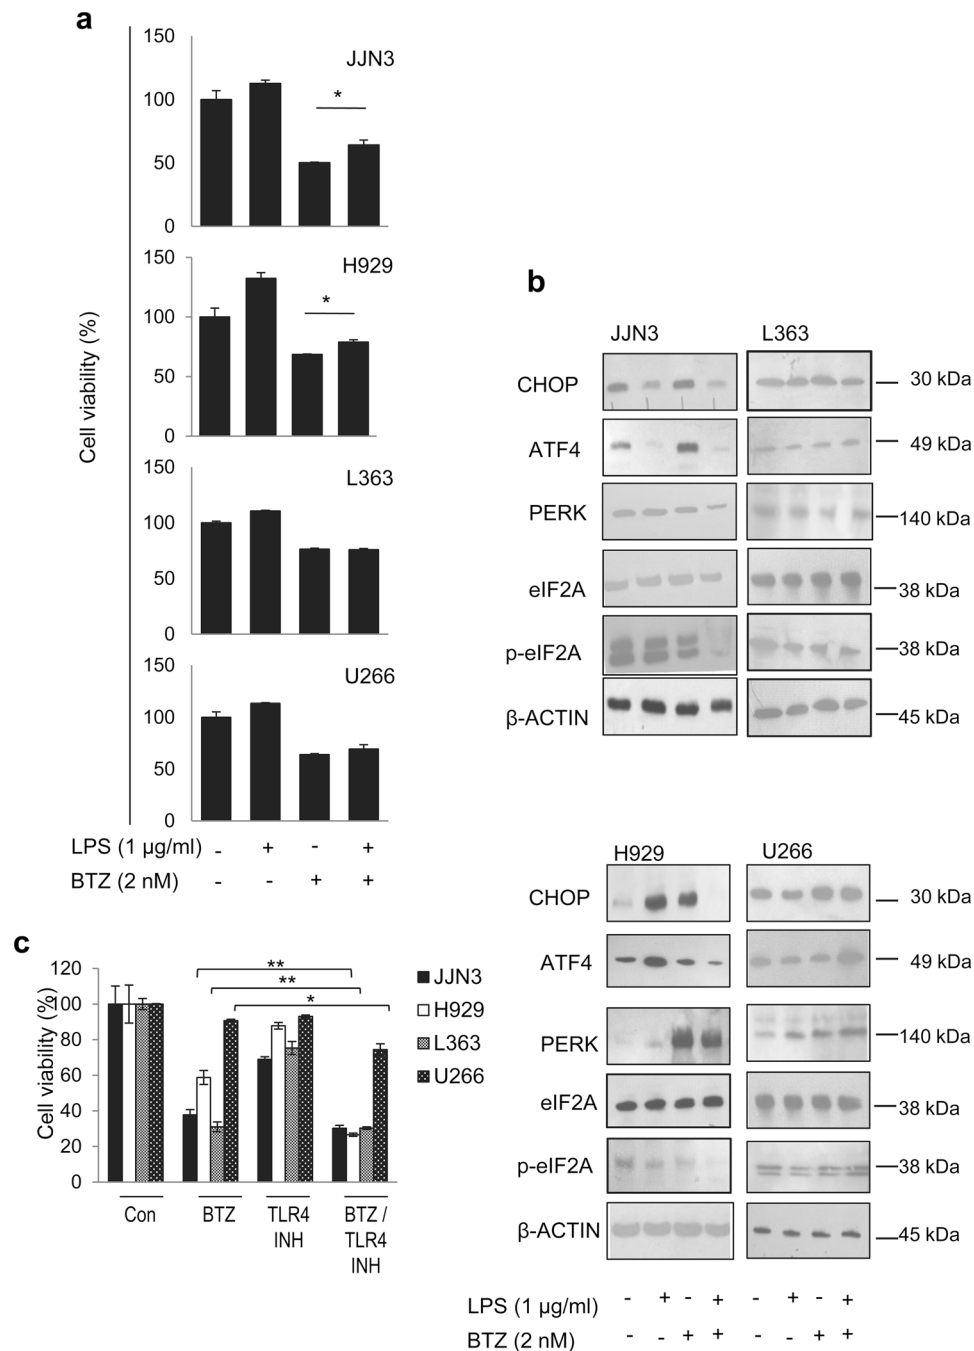 a
150
100
50
0
JJN3
*
150
100
50
0
H929
*
150
100
50
0
L363
150
100
50
0
U266
Cell viability (%)
LPS (1 µg/ml) - + - +
BTZ (2 nM) - - + +
b
JJN3 L363
CHOP 30 kDa
ATF4 49 kDa
PERK 140 kDa
eIF2A 38 kDa
p-eIF2A 38 kDa
β-ACTIN 45 kDa
H929 U266
CHOP 30 kDa
ATF4 49 kDa
PERK 140 kDa
eIF2A 38 kDa
p-eIF2A 38 kDa
β-ACTIN 45 kDa
LPS (1 µg/ml) - + - + - + - +
BTZ (2 nM) - - + + - - + +
c
120
100
80
60
40
20
0
Cell viability (%)
**
**
*
JJN3
H929
L363
U266
Con
BTZ
TLR4
INH
BTZ /
TLR4
INH